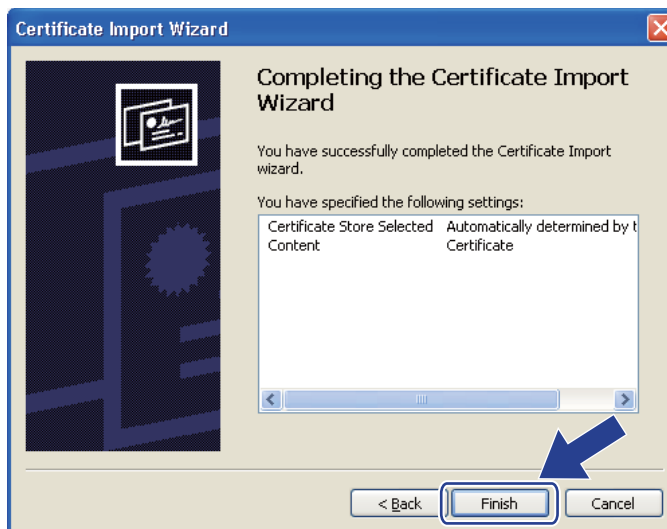 Certificate Import Wizard
Completing the Certificate Import
Wizard
You have successfully completed the Certificate Import
wizard.
You have specified the following settings:
Certificate Store Selected Automatically determined by t
Content Certificate
< Back Finish Cancel